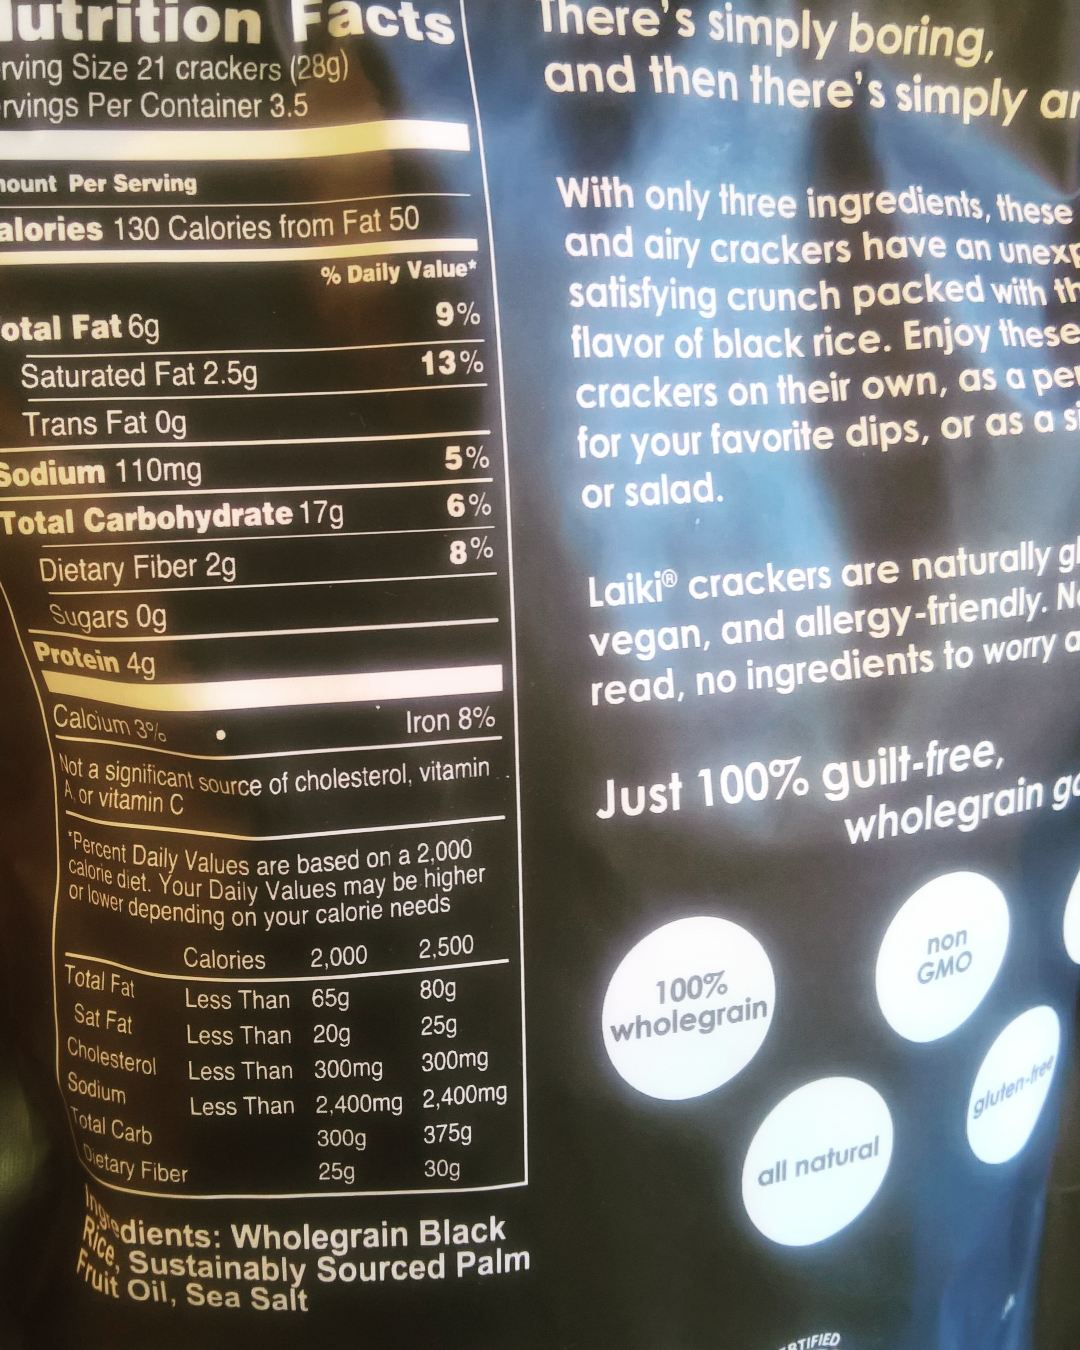 Nutrition Facts
Serving Size 21 crackers (28g)
Servings Per Container 3.5
Amount Per Serving
Calories 130 Calories from Fat 50
% Daily Value*
Total Fat 6g 9%
Saturated Fat 2.5g 13%
Trans Fat 0g
Sodium 110mg 5%
Total Carbohydrate 17g 6%
Dietary Fiber 2g 8%
Sugars 0g
Protein 4g
Calcium 3% • Iron 8%
Not a significant source of cholesterol, vitamin
A, or vitamin C
*Percent Daily Values are based on a 2,000
calorie diet. Your Daily Values may be higher
or lower depending on your calorie needs
Calories 2,000 2,500
Total Fat Less Than 65g 80g
Sat Fat Less Than 20g 25g
Cholesterol Less Than 300mg 300mg
Sodium Less Than 2,400mg 2,400mg
Total Carb 300g 375g
Dietary Fiber 25g 30g
Ingredients: Wholegrain Black
Rice, Sustainably Sourced Palm
Fruit Oil, Sea Salt
There's simply boring,
and then there's simply
With only three ingredients, these
and airy crackers have an
satisfying crunch packed with
flavor of black rice. Enjoy these
crackers on their own, as a
for your favorite dips, or as a
or salad.
Laiki® crackers are naturally
vegan, and allergy-friendly.
read, no ingredients to worry
Just 100% guilt-free,
wholegrain
100%
wholegrain
non
GMO
all natural
gluten-free